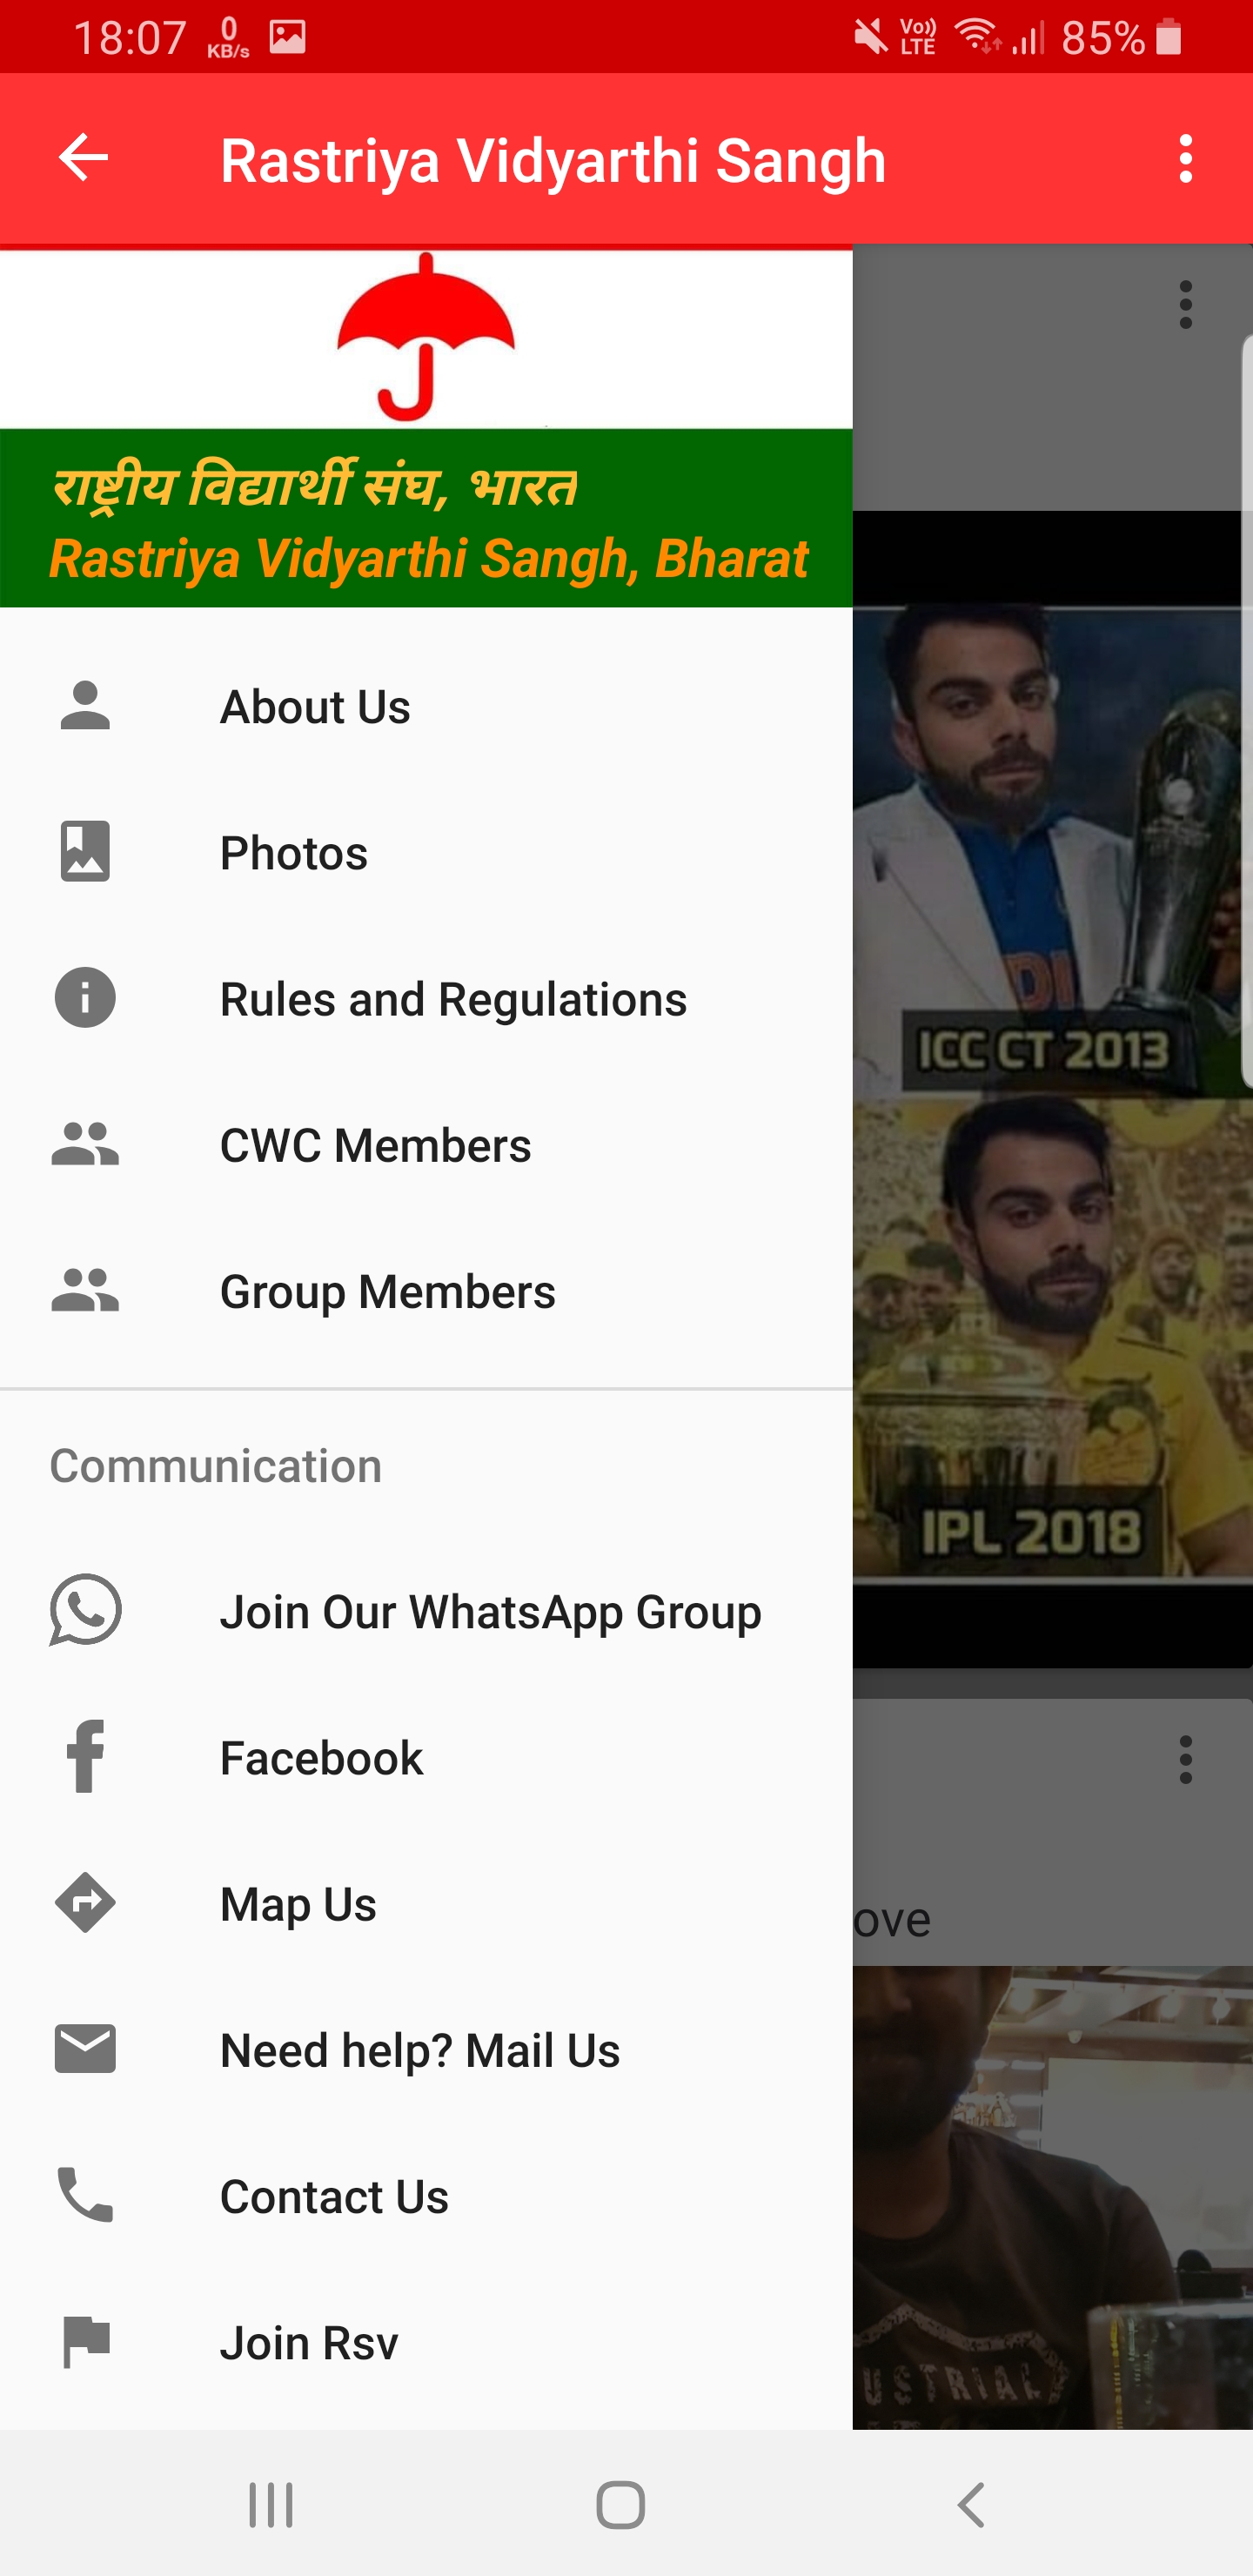 18:07 0 KB/s Vo)) LTE 85%
Rastriya Vidyarthi Sangh
राष्ट्रीय विद्यार्थी संघ, भारत
Rastriya Vidyarthi Sangh, Bharat
About Us
Photos
Rules and Regulations
CWC Members
Group Members
Communication
Join Our WhatsApp Group
Facebook
Map Us
Need help? Mail Us
Contact Us
Join Rsv
ICC CT 2013
IPL 2018
ove
USTRIAL